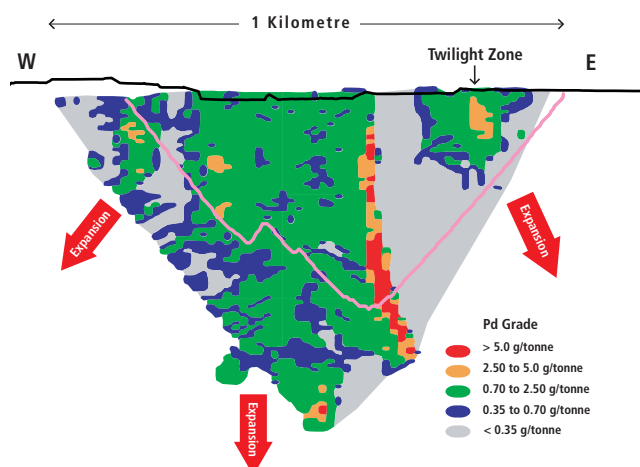 1 Kilometre
W
Twilight Zone
E
Expansion
Expansion
Expansion
Pd Grade
> 5.0 g/tonne
2.50 to 5.0 g/tonne
0.70 to 2.50 g/tonne
0.35 to 0.70 g/tonne
< 0.35 g/tonne